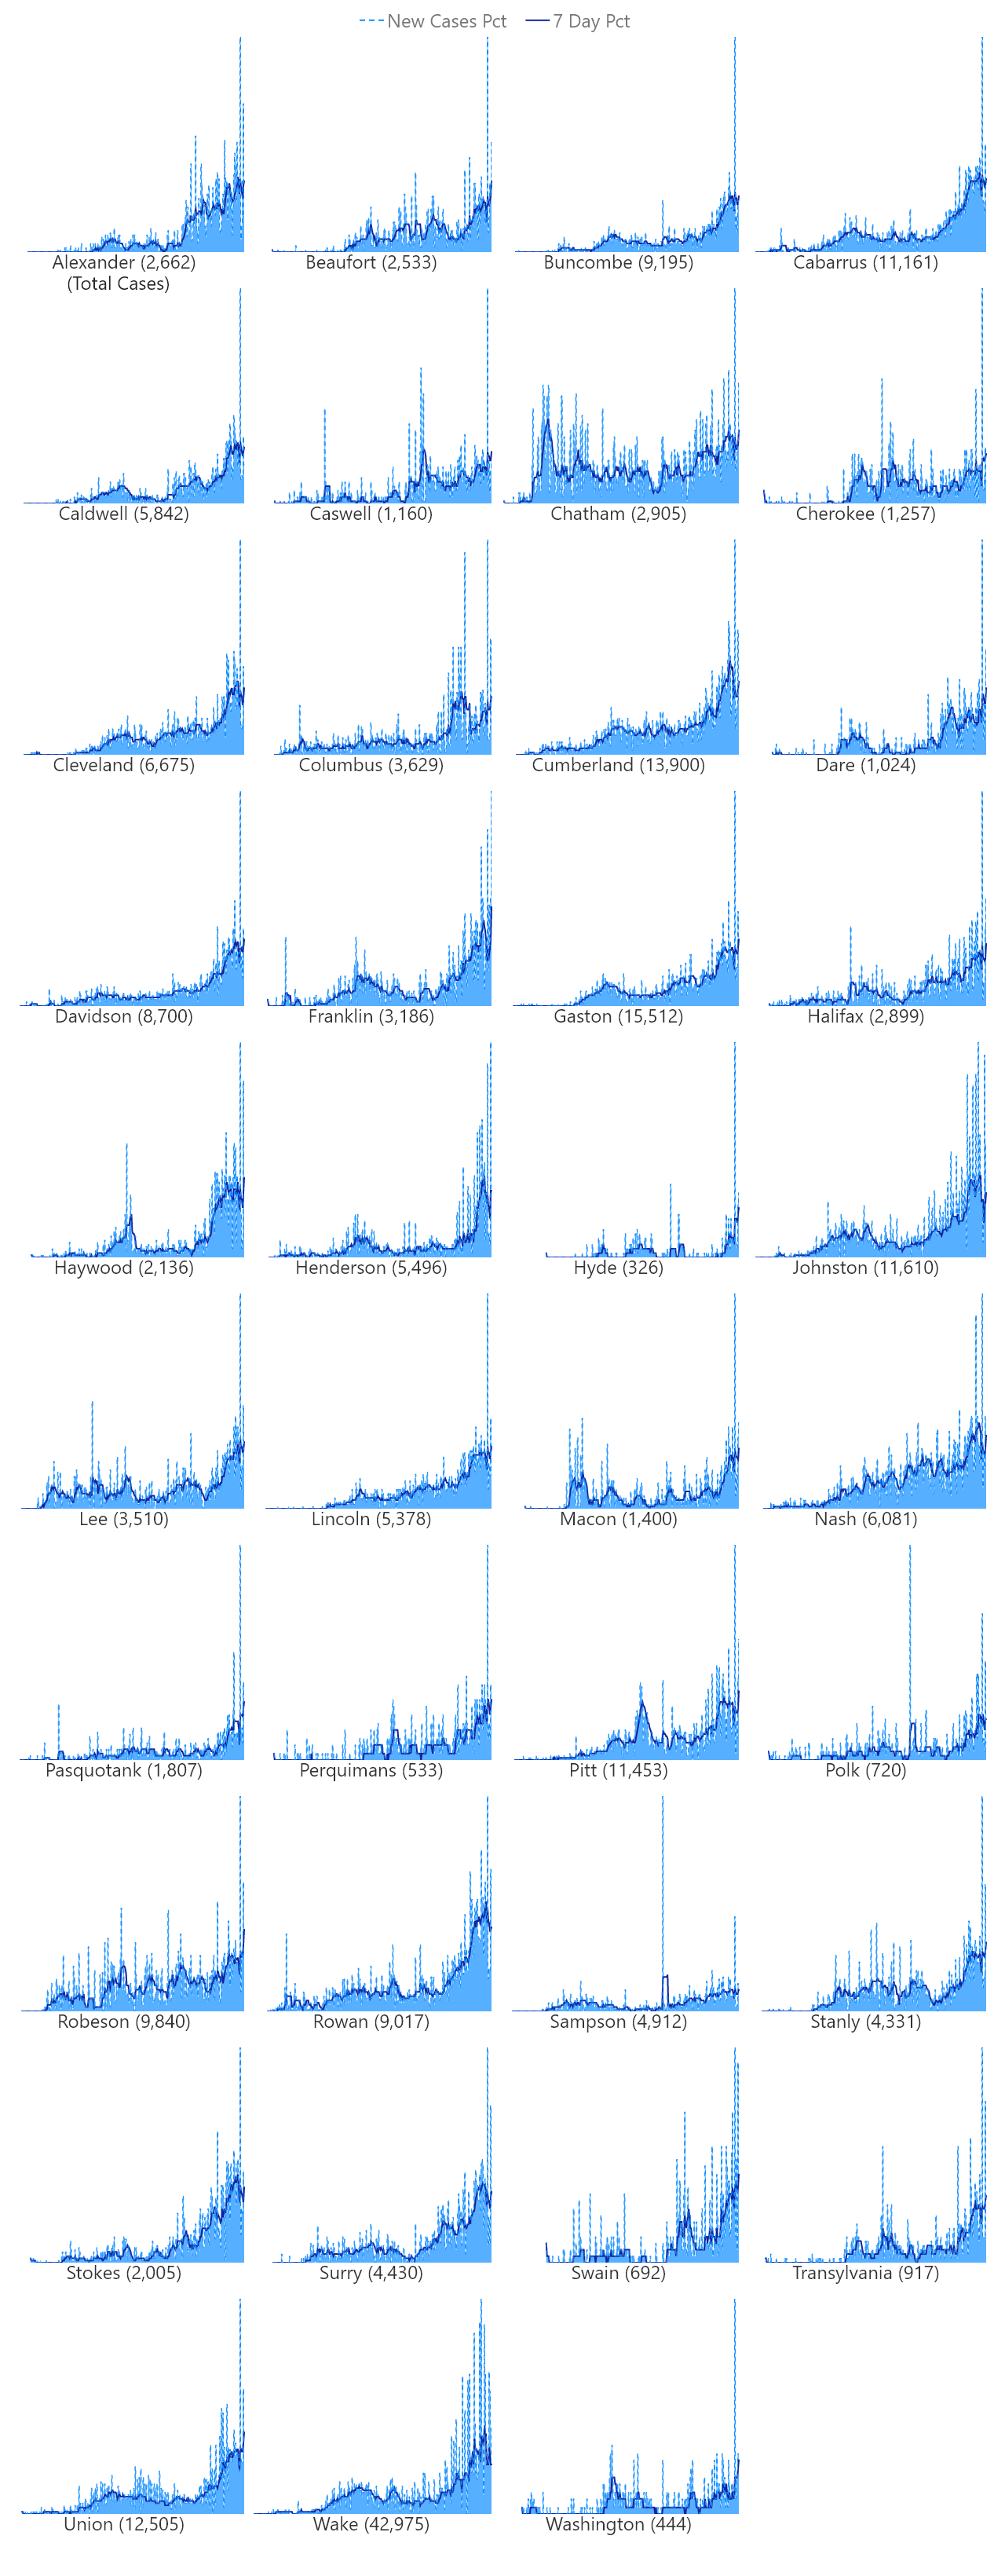 New Cases Pct 7 Day Pct
Alexander (2,662) Beaufort (2,533) Buncombe (9,195) Cabarrus (11,161)
(Total Cases)
Caldwell (5,842) Caswell (1,160) Chatham (2,905) Cherokee (1,257)
Cleveland (6,675) Columbus (3,629) Cumberland (13,900) Dare (1,024)
Davidson (8,700) Franklin (3,186) Gaston (15,512) Halifax (2,899)
Haywood (2,136) Henderson (5,496) Hyde (326) Johnston (11,610)
Lee (3,510) Lincoln (5,378) Macon (1,400) Nash (6,081)
Pasquotank (1,807) Perquimans (533) Pitt (11,453) Polk (720)
Robeson (9,840) Rowan (9,017) Sampson (4,912) Stanly (4,331)
Stokes (2,005) Surry (4,430) Swain (692) Transylvania (917)
Union (12,505) Wake (42,975) Washington (444)